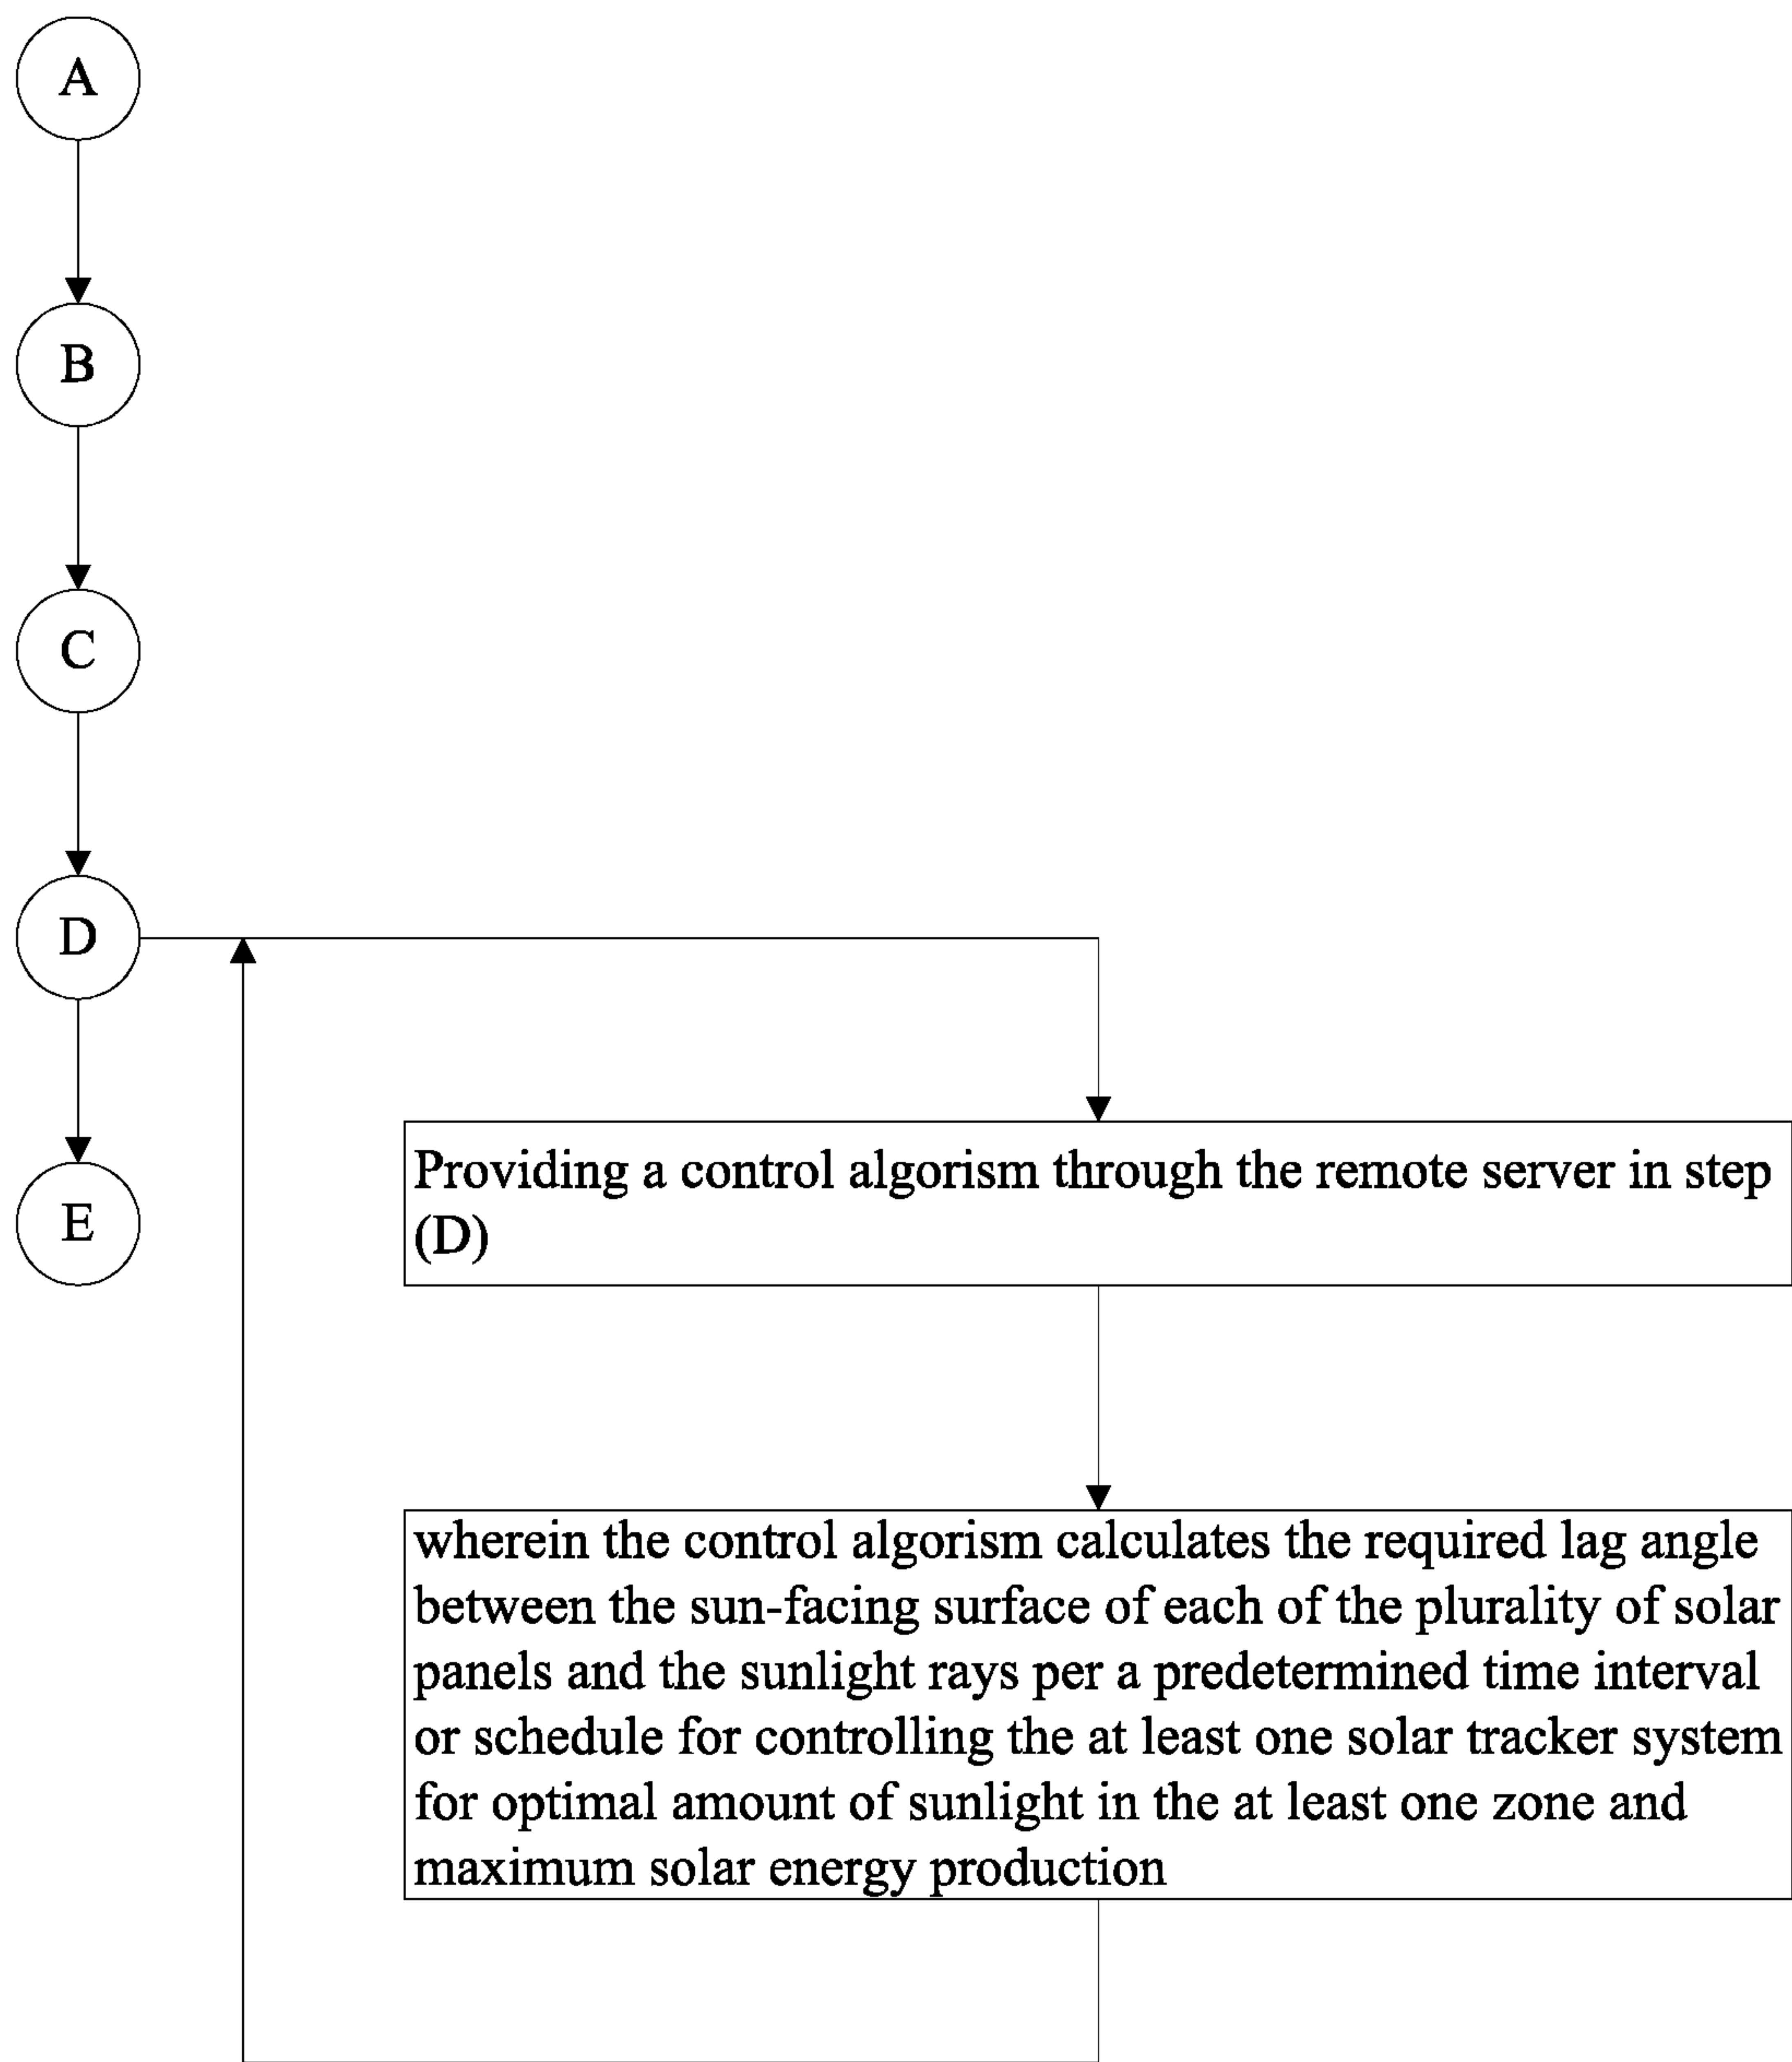 A
B
C
D
E
Providing a control algorism through the remote server in step
(D)
wherein the control algorism calculates the required lag angle
between the sun-facing surface of each of the plurality of solar
panels and the sunlight rays per a predetermined time interval
or schedule for controlling the at least one solar tracker system
for optimal amount of sunlight in the at least one zone and
maximum solar energy production